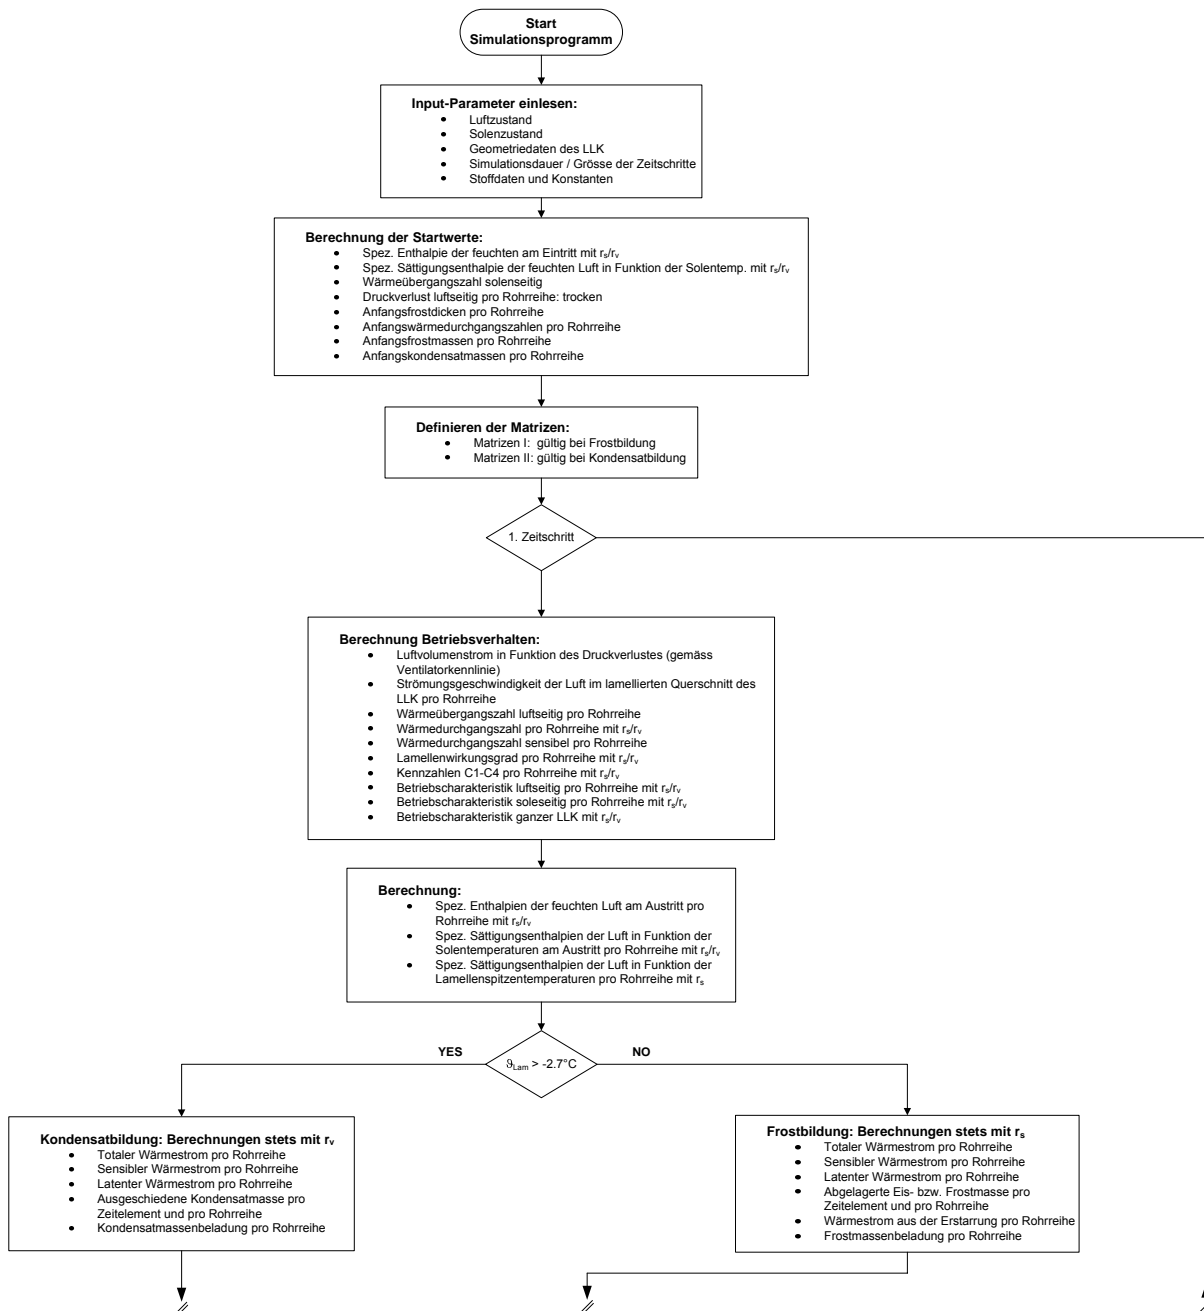 Start
Simulationsprogramm
Input-Parameter einlesen:
• Luftzustand
• Solenzustand
• Geometriedaten des LLK
• Simulationsdauer / Grösse der Zeitschritte
• Stoffdaten und Konstanten
Berechnung der Startwerte:
• Spez. Enthalpie der feuchten am Eintritt mit rs/rv
• Spez. Sättigungsenthalpie der feuchten Luft in Funktion der Solentemp. mit rs/rv
• Wärmeübergangszahl solenseitig
• Druckverlust luftseitig pro Rohrreihe: trocken
• Anfangsfrostdicken pro Rohrreihe
• Anfangswärmedurchgangszahlen pro Rohrreihe
• Anfangsfrostmassen pro Rohrreihe
• Anfangskondensatmassen pro Rohrreihe
Definieren der Matrizen:
• Matrizen I: gültig bei Frostbildung
• Matrizen II: gültig bei Kondensatbildung
1. Zeitschritt
Berechnung Betriebsverhalten:
• Luftvolumenstrom in Funktion des Druckverlustes (gemäss
Ventilatorkennlinie)
• Strömungsgeschwindigkeit der Luft im lamellierten Querschnitt des
LLK pro Rohrreihe
• Wärmeübergangszahl luftseitig pro Rohrreihe
• Wärmedurchgangszahl pro Rohrreihe mit rs/rv
• Wärmedurchgangszahl sensibel pro Rohrreihe
• Lamellenwirkungsgrad pro Rohrreihe mit rs/rv
• Kennzahlen C1-C4 pro Rohrreihe mit rs/rv
• Betriebscharakteristik luftseitig pro Rohrreihe mit rs/rv
• Betriebscharakteristik soleseitig pro Rohrreihe mit rs/rv
• Betriebscharakteristik ganzer LLK mit rs/rv
Berechnung:
• Spez. Enthalpien der feuchten Luft am Austritt pro
Rohrreihe mit rs/rv
• Spez. Sättigungsenthalpien der Luft in Funktion der
Solentemperaturen am Austritt pro Rohrreihe mit rs/rv
• Spez. Sättigungsenthalpien der Luft in Funktion der
Lamellenspitzentemperaturen pro Rohrreihe mit rs
YES
ϑLam > -2.7°C
NO
Kondensatbildung: Berechnungen stets mit rv
• Totaler Wärmestrom pro Rohrreihe
• Sensibler Wärmestrom pro Rohrreihe
• Latenter Wärmestrom pro Rohrreihe
• Ausgeschiedene Kondensatmasse pro
Zeitelement und pro Rohrreihe
• Kondensatmassenbeladung pro Rohrreihe
Frostbildung: Berechnungen stets mit rs
• Totaler Wärmestrom pro Rohrreihe
• Sensibler Wärmestrom pro Rohrreihe
• Latenter Wärmestrom pro Rohrreihe
• Abgelagerte Eis- bzw. Frostmasse pro
Zeitelement und pro Rohrreihe
• Wärmestrom aus der Erstarrung pro Rohrreihe
• Frostmassenbeladung pro Rohrreihe